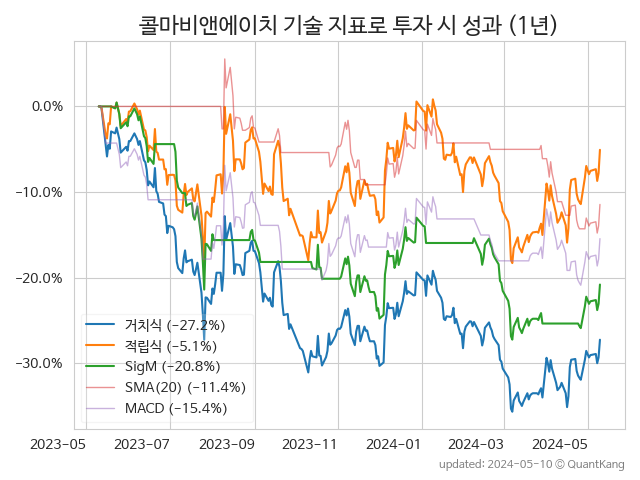 콜마비앤에이치 기술 지표로 투자 시 성과 (1년)
0.0%
−10.0%
−20.0%
−30.0%
거치식 (−27.2%)
적립식 (−5.1%)
SigM (−20.8%)
SMA(20) (−11.4%)
MACD (−15.4%)
2023-05 2023-07 2023-09 2023-11 2024-01 2024-03 2024-05
updated: 2024-05-10 ⓒ QuantKang